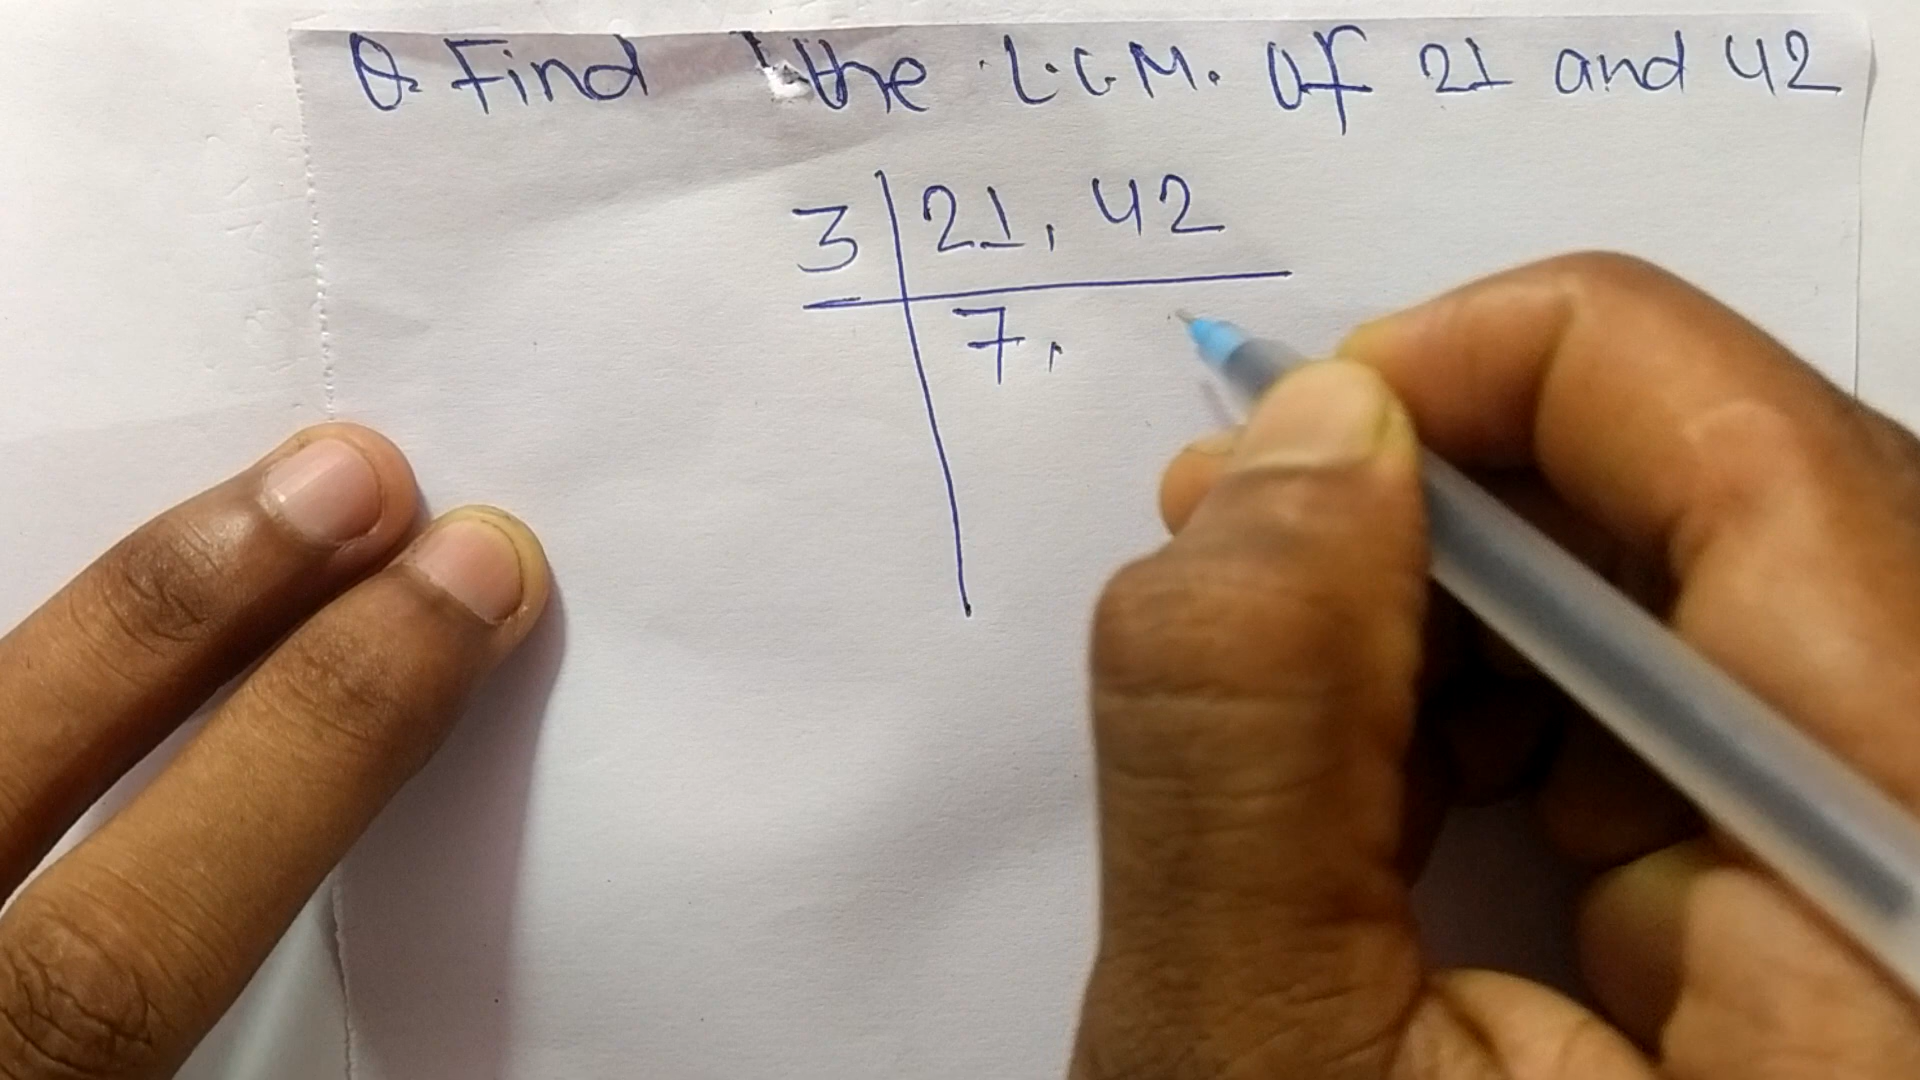 Q. Find the L.C.M. of 21 and 42
3 | 21, 42
7,